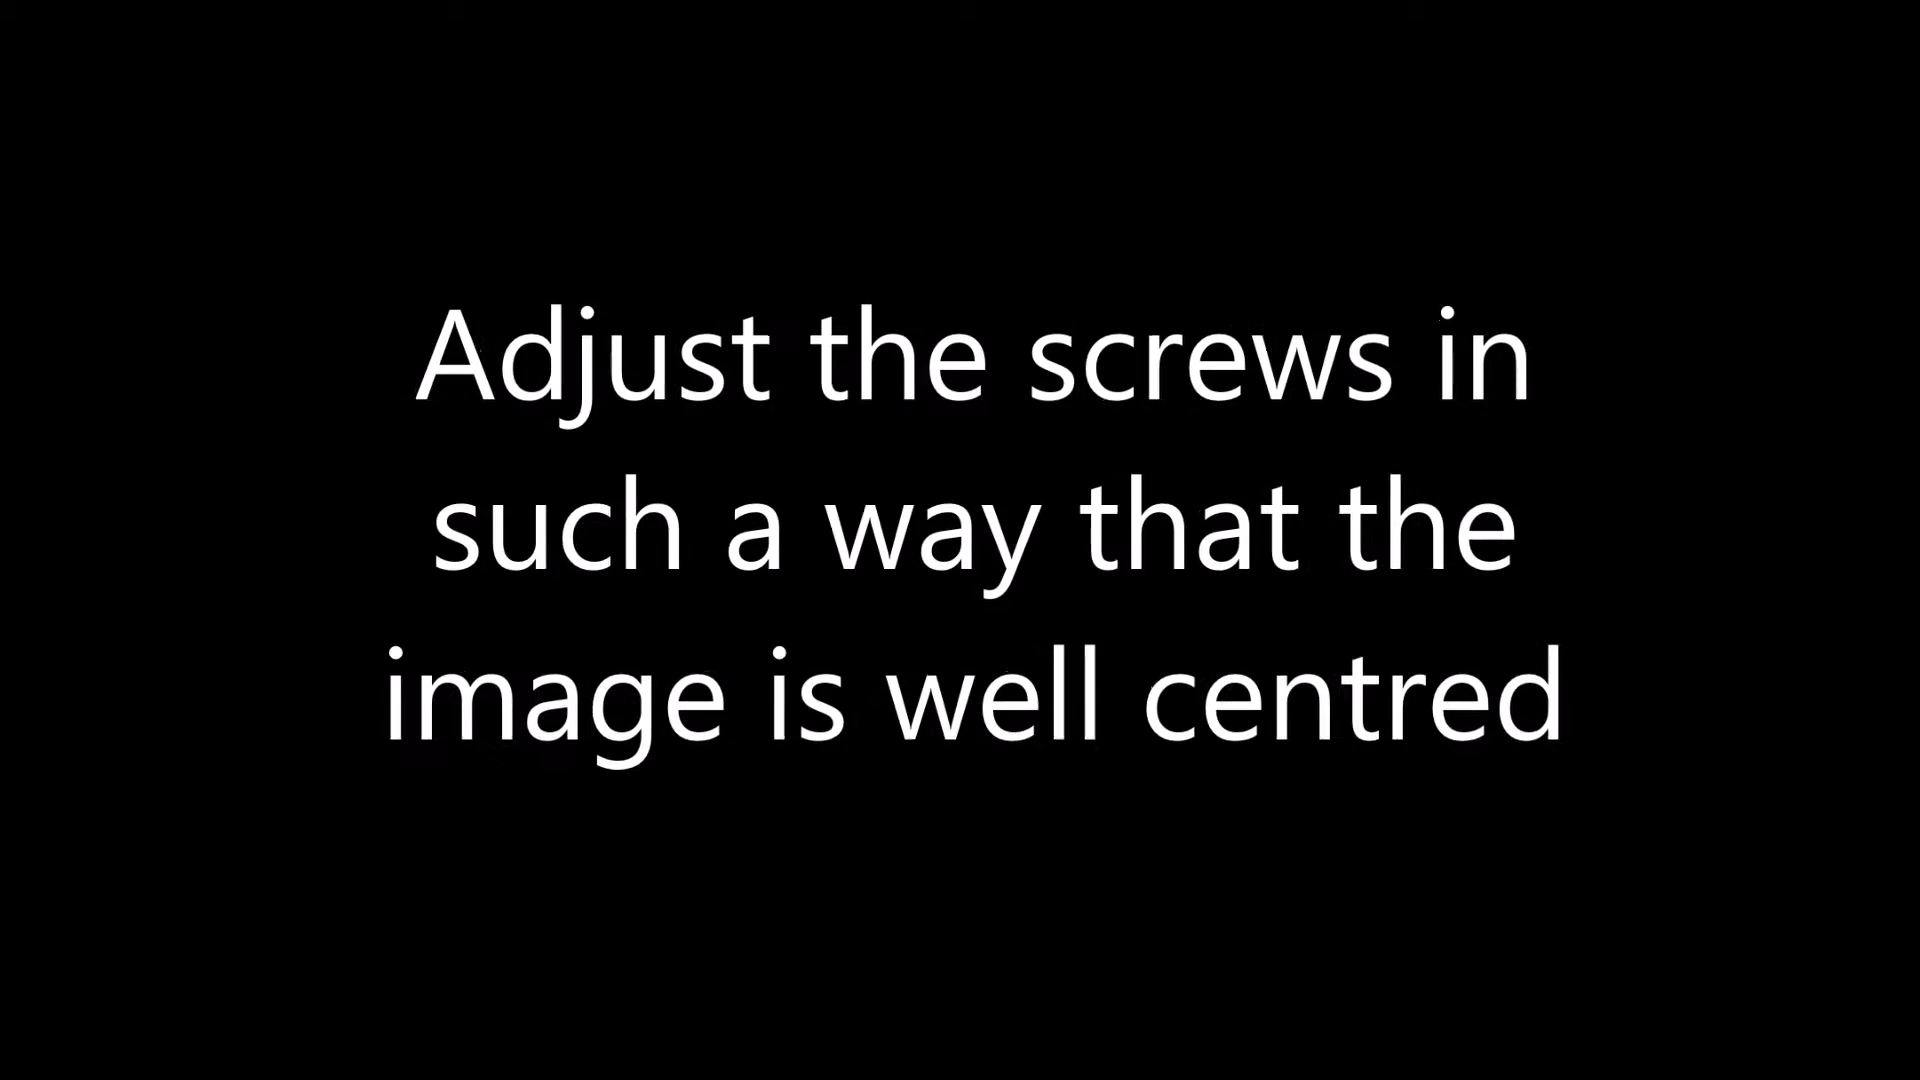 Adjust the screws in
such a way that the
image is well centred